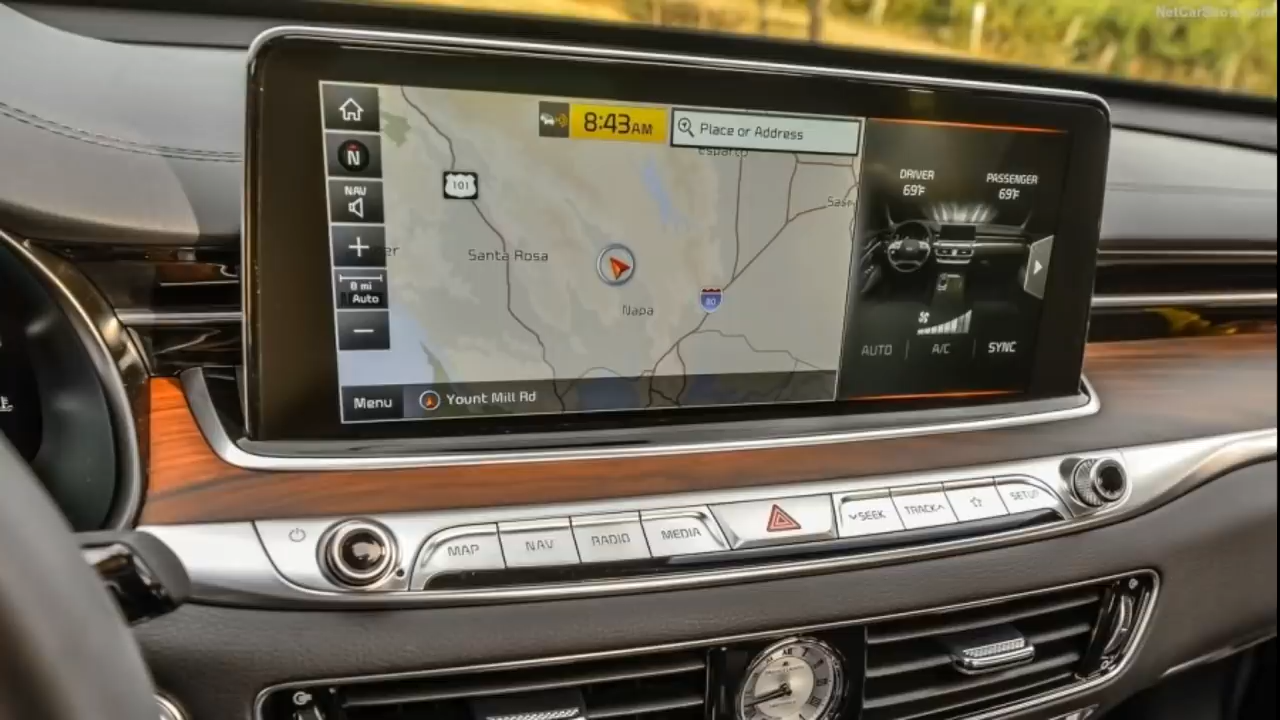 NetCarShow.com
8:43AM
Place or Address
N
101
Esparto
DRIVER
69°F
PASSENGER
69°F
NAV
Santa Rosa
8 mi
Auto
Napa
80
AUTO
A/C
SYNC
Menu
Yount Mill Rd
MAP
NAV
RADIO
MEDIA
SEEK
TRACK
SETUP